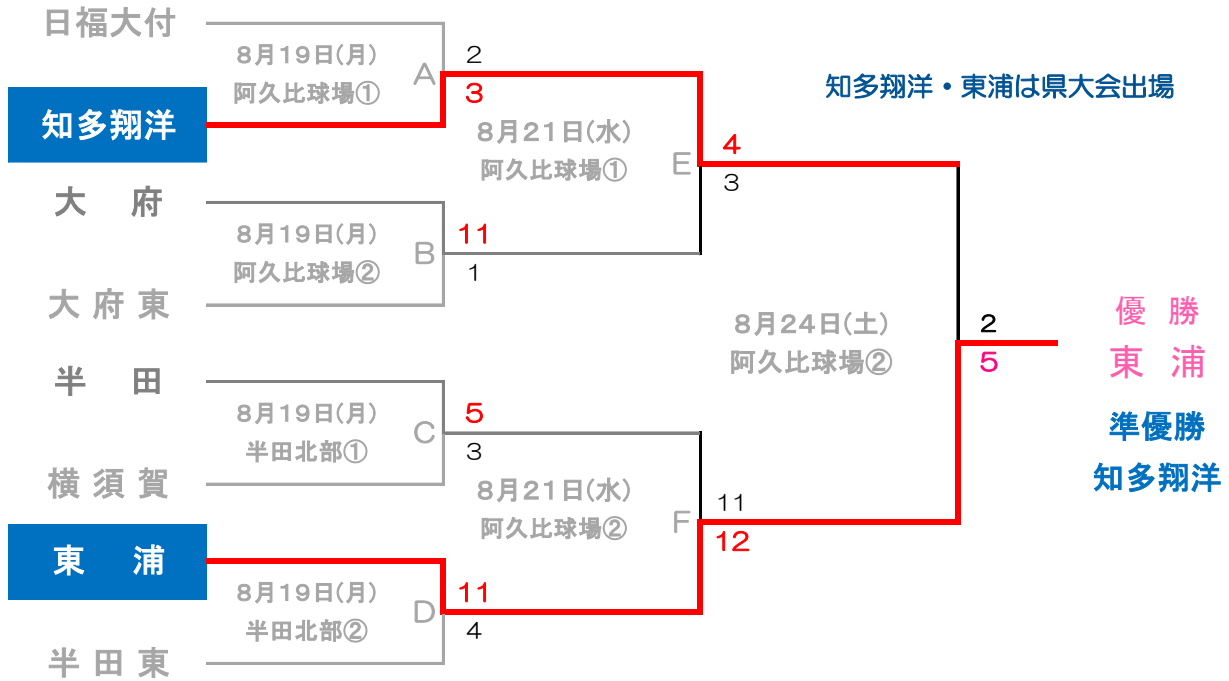 日福大付
8月19日(月)
阿久比球場①
A
2
3
知多翔洋
知多翔洋・東浦は県大会出場
8月21日(水)
阿久比球場①
E
4
3
大　府
8月19日(月)
阿久比球場②
B
11
1
大府東
8月24日(土)
阿久比球場②
2
5
優　勝
東　浦
準優勝
知多翔洋
半　田
8月19日(月)
半田北部①
C
5
3
横須賀
8月21日(水)
阿久比球場②
F
11
12
東　浦
8月19日(月)
半田北部②
D
11
4
半田東